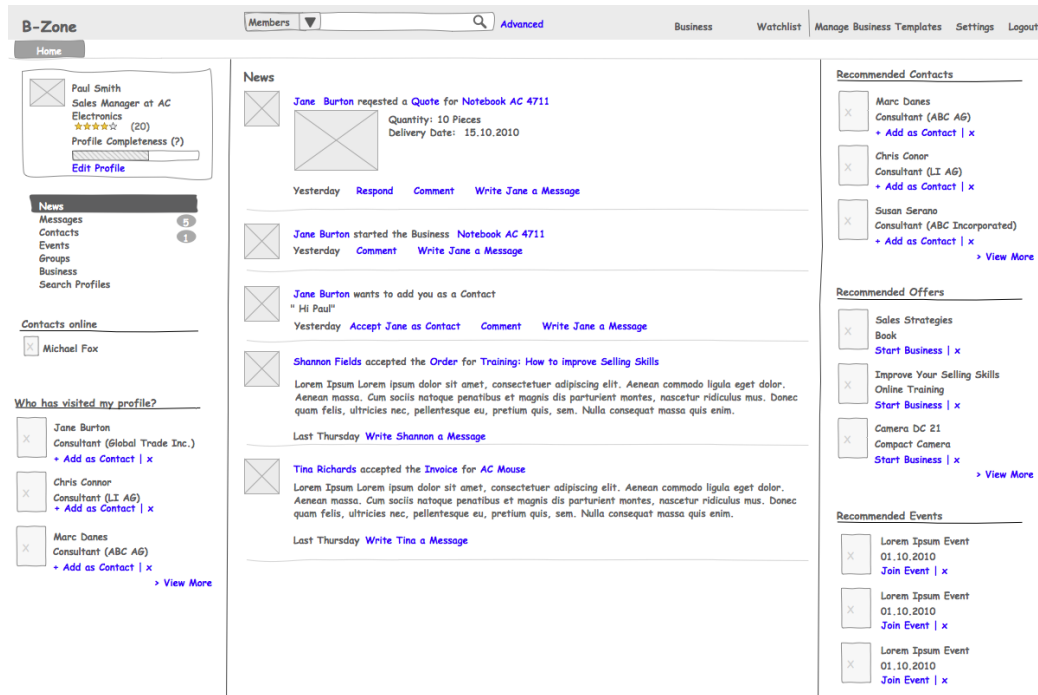 B-Zone
Members
Advanced
Business
Watchlist
Manage Business Templates
Settings
Logout
Home
Paul Smith
Sales Manager at AC
Electronics
(20)
Profile Completeness (?)
Edit Profile
News
Messages 5
Contacts 1
Events
Groups
Business
Search Profiles
Contacts online
x Michael Fox
Who has visited my profile?
x
Jane Burton
Consultant (Global Trade Inc.)
+ Add as Contact | x
x
Chris Connor
Consultant (LI AG)
+ Add as Contact | x
x
Marc Danes
Consultant (ABC AG)
+ Add as Contact | x
> View More
News
Jane Burton reqested a Quote for Notebook AC 4711
Quantity: 10 Pieces
Delivery Date: 15.10.2010
Yesterday Respond Comment Write Jane a Message
Jane Burton started the Business Notebook AC 4711
Yesterday Comment Write Jane a Message
Jane Burton wants to add you as a Contact
" Hi Paul"
Yesterday Accept Jane as Contact Comment Write Jane a Message
Shannon Fields accepted the Order for Training: How to improve Selling Skills
Lorem Ipsum Lorem ipsum dolor sit amet, consectetuer adipiscing elit. Aenean commodo ligula eget dolor.
Aenean massa. Cum sociis natoque penatibus et magnis dis parturient montes, nascetur ridiculus mus. Donec
quam felis, ultricies nec, pellentesque eu, pretium quis, sem. Nulla consequat massa quis enim.
Last Thursday Write Shannon a Message
Tina Richards accepted the Invoice for AC Mouse
Lorem Ipsum Lorem ipsum dolor sit amet, consectetuer adipiscing elit. Aenean commodo ligula eget dolor.
Aenean massa. Cum sociis natoque penatibus et magnis dis parturient montes, nascetur ridiculus mus. Donec
quam felis, ultricies nec, pellentesque eu, pretium quis, sem. Nulla consequat massa quis enim.
Last Thursday Write Tina a Message
Recommended Contacts
x
Marc Danes
Consultant (ABC AG)
+ Add as Contact | x
x
Chris Conor
Consultant (LI AG)
+ Add as Contact | x
x
Susan Serano
Consultant (ABC Incorporated)
+ Add as Contact | x
> View More
Recommended Offers
x
Sales Strategies
Book
Start Business | x
x
Improve Your Selling Skills
Online Training
Start Business | x
x
Camera DC 21
Compact Camera
Start Business | x
> View More
Recommended Events
x
Lorem Ipsum Event
01.10.2010
Join Event | x
x
Lorem Ipsum Event
01.10.2010
Join Event | x
x
Lorem Ipsum Event
01.10.2010
Join Event | x